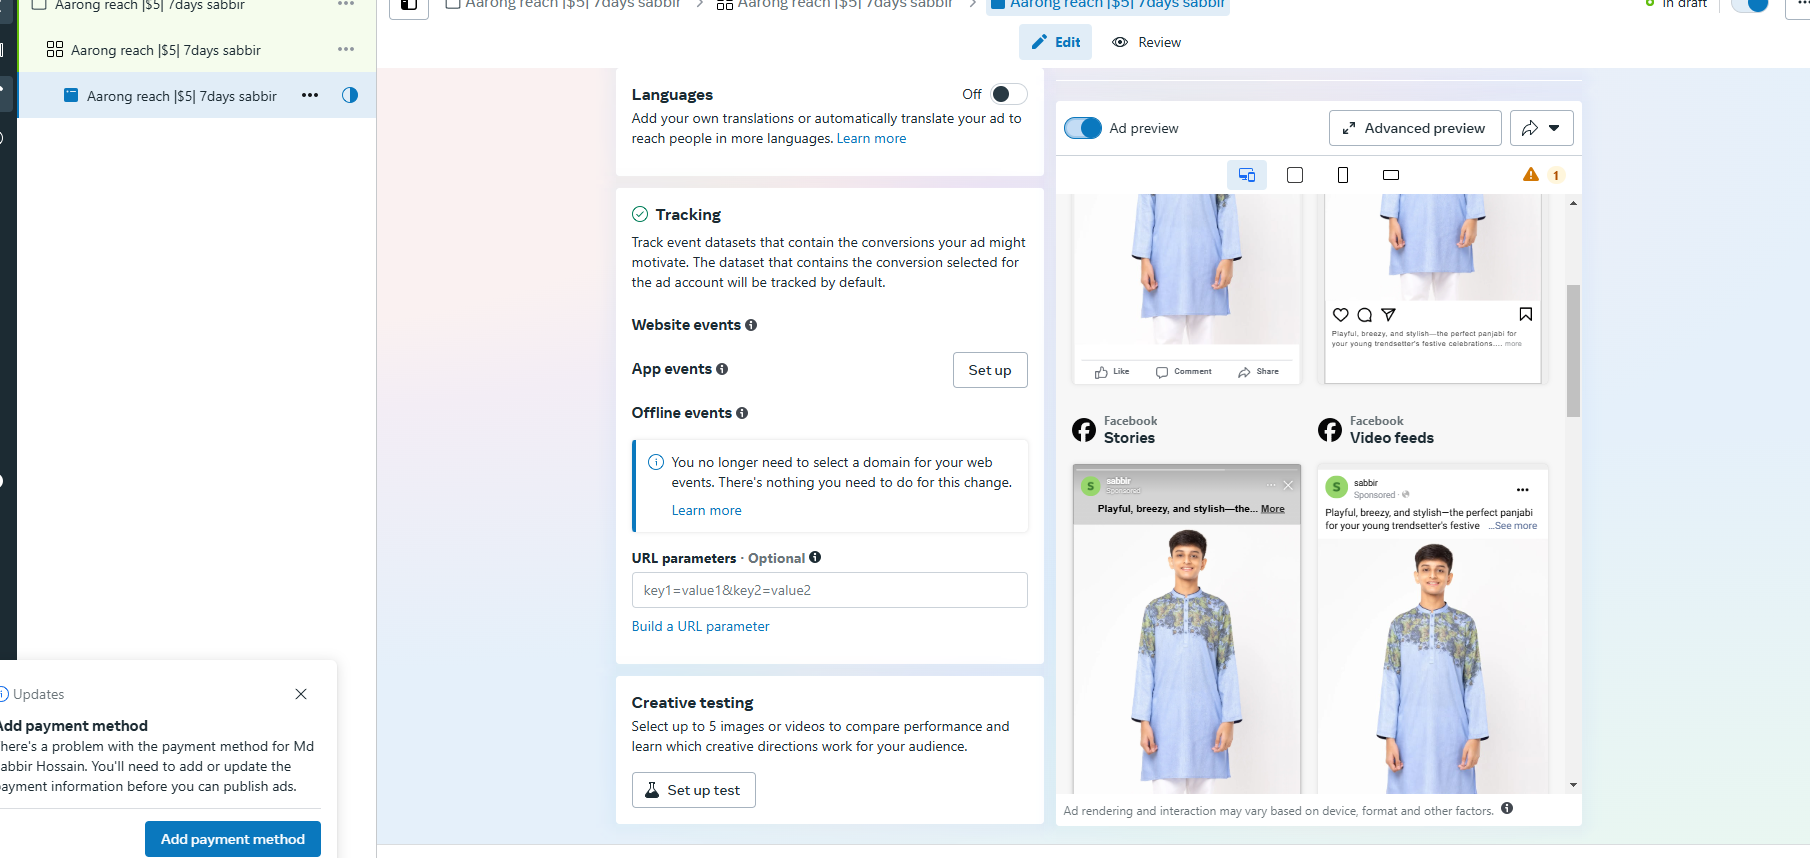 Aarong reach |$5| 7days sabbir
Aarong reach |$5| 7days sabbir
Aarong reach |$5| 7days sabbir
Aarong reach |$5| 7days sabbir
Aarong reach |$5| 7days sabbir
Aarong reach |$5| 7days sabbir
In draft
Edit
Review
Languages
Off
Add your own translations or automatically translate your ad to
reach people in more languages. Learn more
Tracking
Track event datasets that contain the conversions your ad might
motivate. The dataset that contains the conversion selected for
the ad account will be tracked by default.
Website events
App events
Set up
Offline events
You no longer need to select a domain for your web
events. There's nothing you need to do for this change.
Learn more
URL parameters · Optional
key1=value1&key2=value2
Build a URL parameter
Creative testing
Select up to 5 images or videos to compare performance and
learn which creative directions work for your audience.
Set up test
Ad preview
Advanced preview
1
Like
Comment
Share
Playful, breezy, and stylish—the perfect panjabi for
your young trendsetter's festive celebrations.... more
Facebook
Stories
Facebook
Video feeds
S
sabbir
Sponsored
Playful, breezy, and stylish—the... More
S
sabbir
Sponsored ·
Playful, breezy, and stylish—the perfect panjabi
for your young trendsetter's festive ...See more
Ad rendering and interaction may vary based on device, format and other factors.
Updates
Add payment method
here's a problem with the payment method for Md
abbir Hossain. You'll need to add or update the
ayment information before you can publish ads.
Add payment method